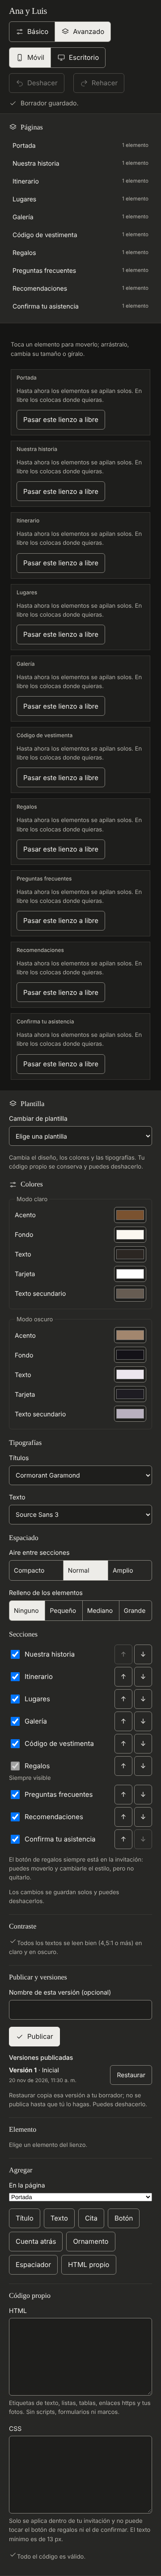 Ana y Luis
Básico Avanzado
Móvil Escritorio
Deshacer Rehacer
Borrador guardado.
Páginas
Portada 1 elemento
Nuestra historia 1 elemento
Itinerario 1 elemento
Lugares 1 elemento
Galería 1 elemento
Código de vestimenta 1 elemento
Regalos 1 elemento
Preguntas frecuentes 1 elemento
Recomendaciones 1 elemento
Confirma tu asistencia 1 elemento
Toca un elemento para moverlo; arrástralo,
cambia su tamaño o gíralo.
Portada
Hasta ahora los elementos se apilan solos. En
libre los colocas donde quieras.
Pasar este lienzo a libre
Nuestra historia
Hasta ahora los elementos se apilan solos. En
libre los colocas donde quieras.
Pasar este lienzo a libre
Itinerario
Hasta ahora los elementos se apilan solos. En
libre los colocas donde quieras.
Pasar este lienzo a libre
Lugares
Hasta ahora los elementos se apilan solos. En
libre los colocas donde quieras.
Pasar este lienzo a libre
Galería
Hasta ahora los elementos se apilan solos. En
libre los colocas donde quieras.
Pasar este lienzo a libre
Código de vestimenta
Hasta ahora los elementos se apilan solos. En
libre los colocas donde quieras.
Pasar este lienzo a libre
Regalos
Hasta ahora los elementos se apilan solos. En
libre los colocas donde quieras.
Pasar este lienzo a libre
Preguntas frecuentes
Hasta ahora los elementos se apilan solos. En
libre los colocas donde quieras.
Pasar este lienzo a libre
Recomendaciones
Hasta ahora los elementos se apilan solos. En
libre los colocas donde quieras.
Pasar este lienzo a libre
Confirma tu asistencia
Hasta ahora los elementos se apilan solos. En
libre los colocas donde quieras.
Pasar este lienzo a libre
Plantilla
Cambiar de plantilla
Elige una plantilla
Cambia el diseño, los colores y las tipografías. Tu
código propio se conserva y puedes deshacerlo.
Colores
Modo claro
Acento
Fondo
Texto
Tarjeta
Texto secundario
Modo oscuro
Acento
Fondo
Texto
Tarjeta
Texto secundario
Tipografías
Títulos
Cormorant Garamond
Texto
Source Sans 3
Espaciado
Aire entre secciones
Compacto Normal Amplio
Relleno de los elementos
Ninguno Pequeño Mediano Grande
Secciones
Nuestra historia ↑ ↓
Itinerario ↑ ↓
Lugares ↑ ↓
Galería ↑ ↓
Código de vestimenta ↑ ↓
Regalos ↑ ↓
Siempre visible
Preguntas frecuentes ↑ ↓
Recomendaciones ↑ ↓
Confirma tu asistencia ↑ ↓
El botón de regalos siempre está en la invitación:
puedes moverlo y cambiarle el estilo, pero no
quitarlo.
Los cambios se guardan solos y puedes
deshacerlos.
Contraste
Todos los textos se leen bien (4,5:1 o más) en
claro y en oscuro.
Publicar y versiones
Nombre de esta versión (opcional)
Publicar
Versiones publicadas
Versión 1 · Inicial
20 nov de 2026, 11:30 a. m.
Restaurar
Restaurar copia esa versión a tu borrador; no se
publica hasta que tú lo hagas. Puedes deshacerlo.
Elemento
Elige un elemento del lienzo.
Agregar
En la página
Portada
Título Texto Cita Botón
Cuenta atrás Ornamento
Espaciador HTML propio
Código propio
HTML
Etiquetas de texto, listas, tablas, enlaces https y tus
fotos. Sin scripts, formularios ni marcos.
CSS
Solo se aplica dentro de tu invitación y no puede
tocar el botón de regalos ni el de confirmar. El texto
mínimo es de 13 px.
Todo el código es válido.